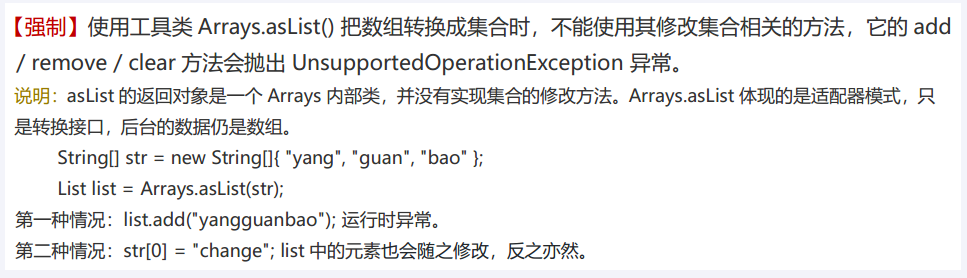 【强制】使用工具类 Arrays.asList() 把数组转换成集合时，不能使用其修改集合相关的方法，它的 add
/ remove / clear 方法会抛出 UnsupportedOperationException 异常。
说明：asList 的返回对象是一个 Arrays 内部类，并没有实现集合的修改方法。Arrays.asList 体现的是适配器模式，只
是转换接口，后台的数据仍是数组。
String[] str = new String[]{ "yang", "guan", "bao" };
List list = Arrays.asList(str);
第一种情况：list.add("yangguanbao"); 运行时异常。
第二种情况：str[0] = "change"; list 中的元素也会随之修改，反之亦然。